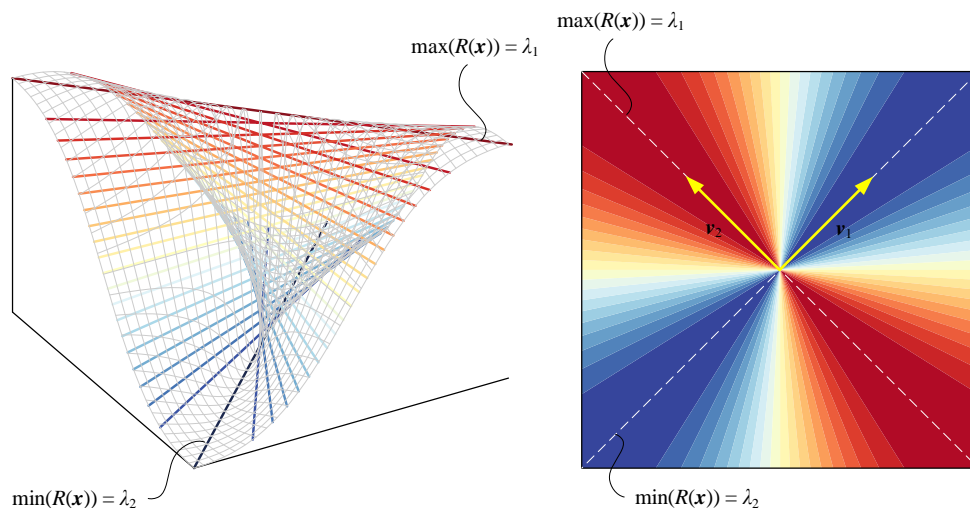 max(R(x)) = λ₁
max(R(x)) = λ₁
v₂
v₁
min(R(x)) = λ₂
min(R(x)) = λ₂